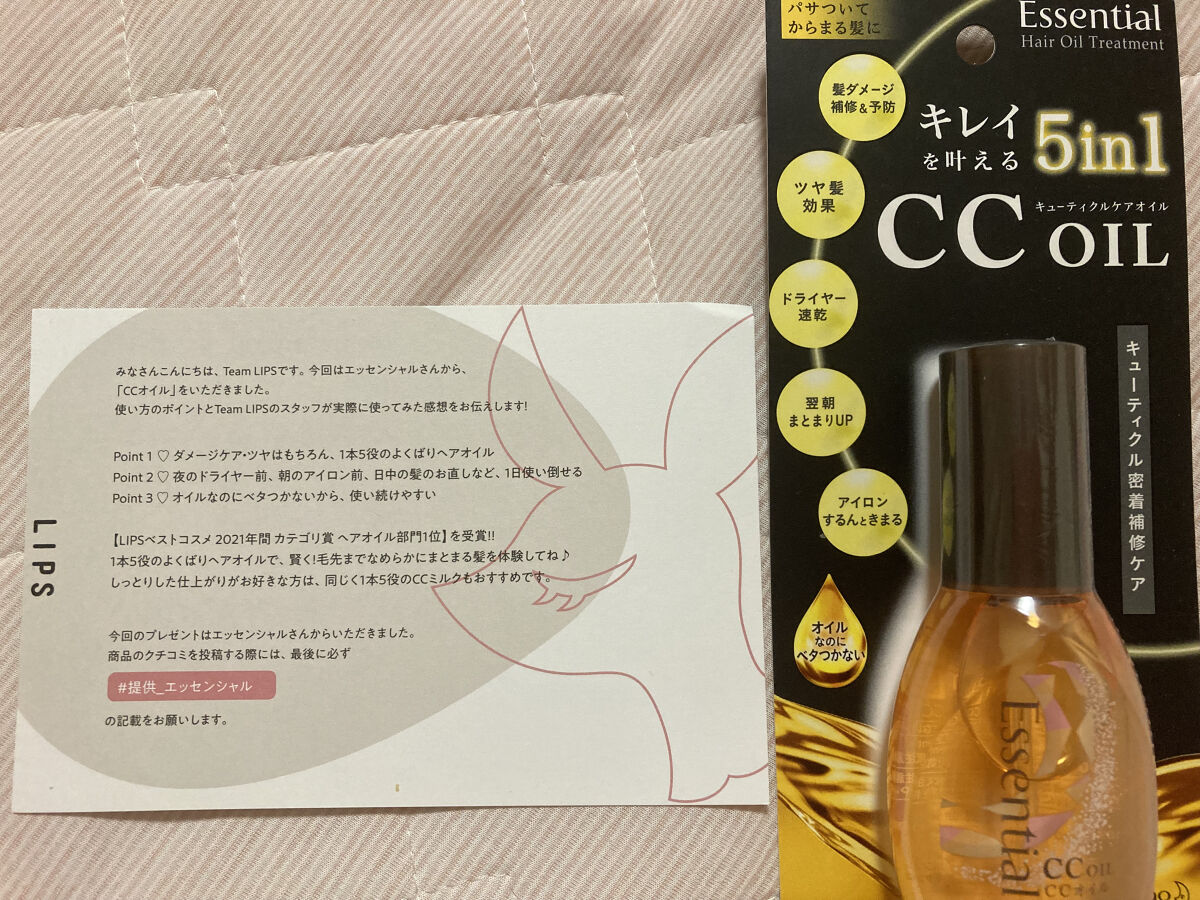 みなさんこんにちは、Team LIPSです。今回はエッセンシャルさんから、
「CCオイル」をいただきました。
使い方のポイントとTeam LIPSのスタッフが実際に使ってみた感想をお伝えします!
Point 1 ♡ ダメージケア・ツヤはもちろん、1本5役のよくばりヘアオイル
Point 2 ♡ 夜のドライヤー前、朝のアイロン前、日中の髪のお直しなど、1日使い倒せる
Point 3 ♡ オイルなのにベタつかないから、使い続けやすい
【LIPSベストコスメ 2021年間 カテゴリ賞 ヘアオイル部門1位】を受賞!!
1本5役のよくばりヘアオイルで、賢く!毛先までなめらかにまとまる髪を体験してね♪
しっとりした仕上がりがお好きな方は、同じく1本5役のCCミルクもおすすめです。
今回のプレゼントはエッセンシャルさんからいただきました。
商品のクチコミを投稿する際には、最後に必ず
#提供_エッセンシャル
の記載をお願いします。
LIPS
パサついて
からまる髪に
Essential
Hair Oil Treatment
髪ダメージ
補修&予防
キレイ
を叶える
5in1
ツヤ髪
効果
キューティクルケアオイル
CC OIL
ドライヤー
速乾
翌朝
まとまりUP
アイロン
するんときまる
キューティクル密着補修ケア
オイル
なのに
ベタつかない
Essential
CC OIL
CCオイル